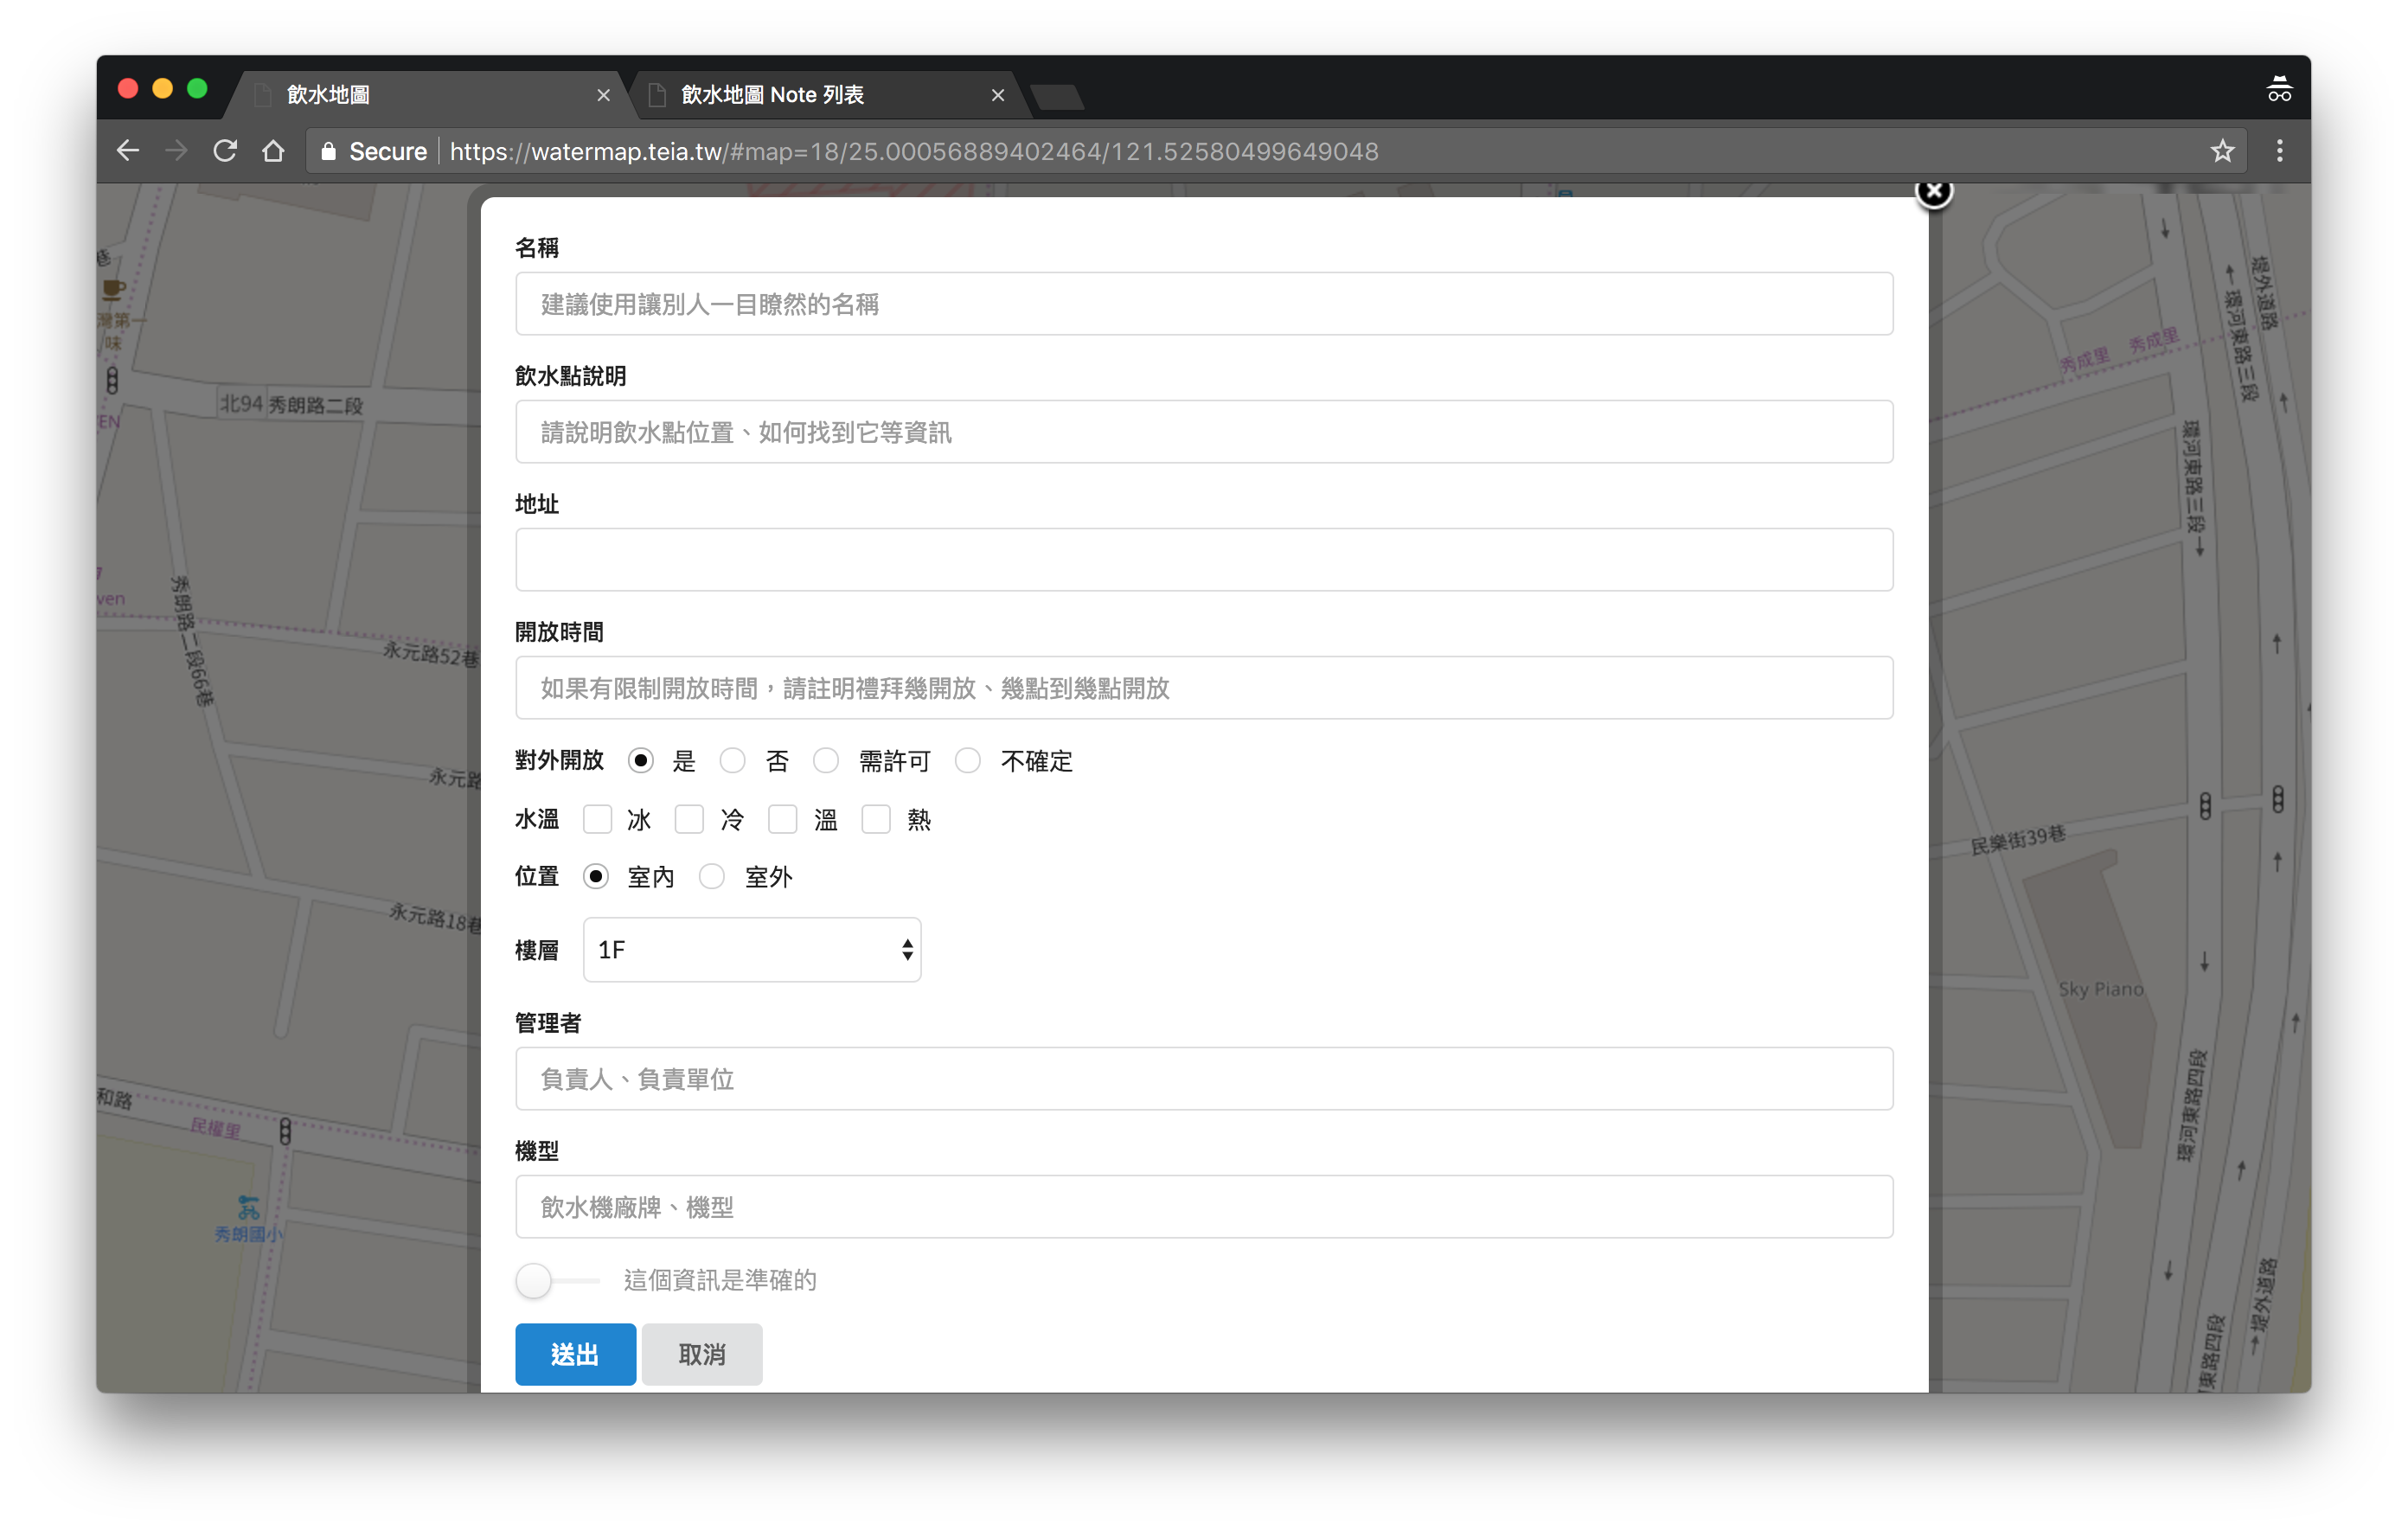 飲水地圖
飲水地圖 Note 列表
Secure
https://watermap.teia.tw/#map=18/25.00056889402464/121.52580499649048
名稱
建議使用讓別人一目瞭然的名稱
飲水點說明
請說明飲水點位置、如何找到它等資訊
地址
開放時間
如果有限制開放時間，請註明禮拜幾開放、幾點到幾點開放
對外開放 是 否 需許可 不確定
水溫 冰 冷 溫 熱
位置 室內 室外
樓層 1F
管理者
負責人、負責單位
機型
飲水機廠牌、機型
這個資訊是準確的
送出 取消
巷
灣第一
味
北94 秀朗路二段
EN
7
ven
秀朗路二段66巷
永元路52巷
永元路
永元路18巷
和路
民權里
秀朗國小
堤外道路
環河東路三段
秀成里 秀成里
環河東路三段
民樂街39巷
Sky Piano
環河東路四段
堤外道路
河東路四段